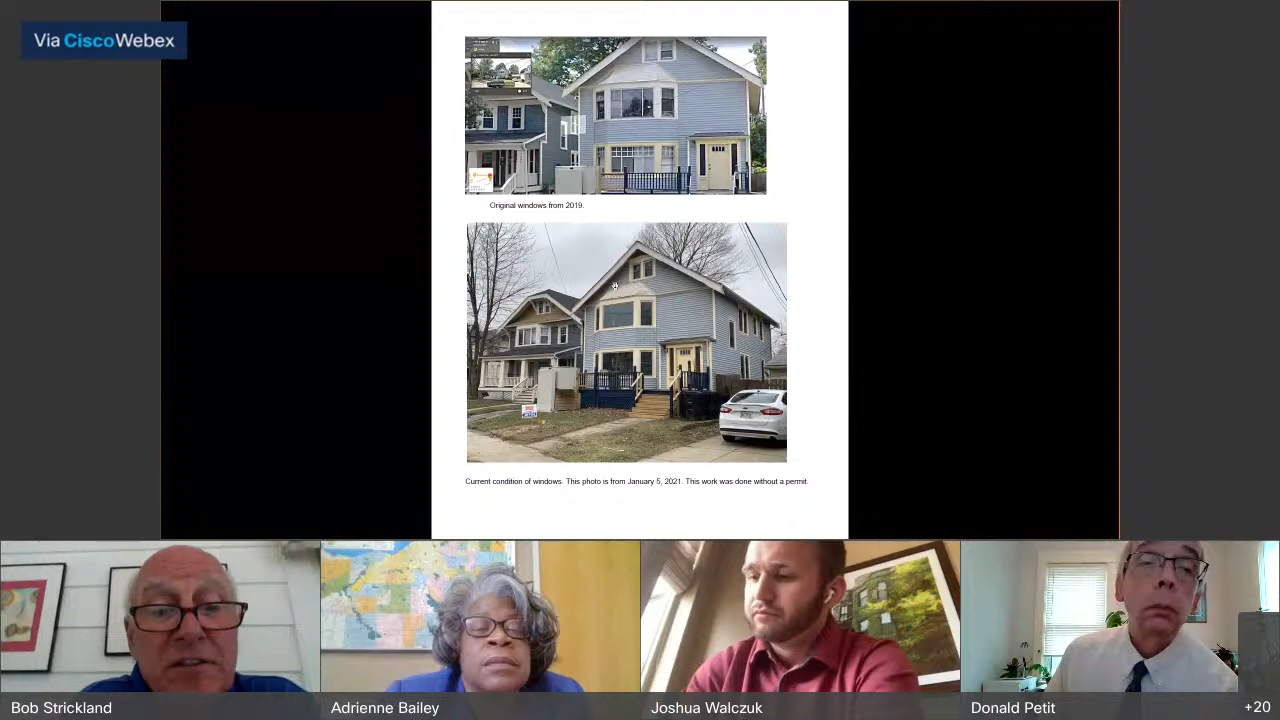 Via Cisco Webex
Original windows from 2019.
Current condition of windows. This photo is from January 5, 2021. This work was done without a permit.
Bob Strickland
Adrienne Bailey
Joshua Walczuk
Donald Petit
+20